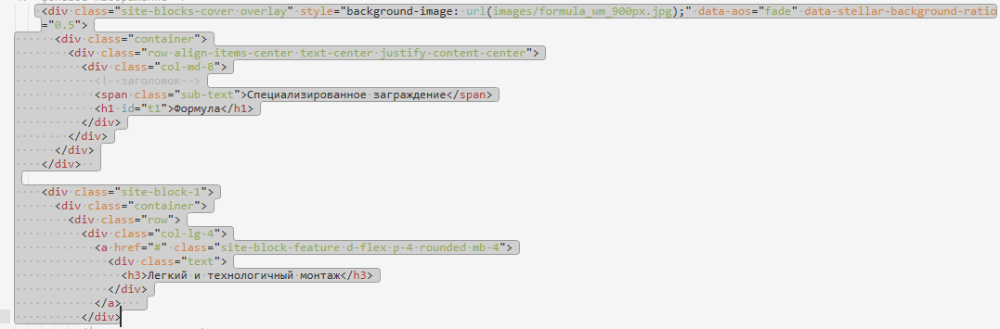 <div class="site-blocks-cover overlay" style="background-image: url(images/formula_wm_900px.jpg);" data-aos="fade" data-stellar-background-ratio
="0.5">
<div class="container">
<div class="row align-items-center text-center justify-content-center">
<div class="col-md-8">
<!--заголовок-->
<span class="sub-text">Специализированное заграждение</span>
<h1 id="t1">Формула</h1>
</div>
</div>
</div>
</div>
<div class="site-block-1">
<div class="container">
<div class="row">
<div class="col-lg-4">
<a href="#" class="site-block-feature d-flex p-4 rounded mb-4">
<div class="text">
<h3>Легкий и технологичный монтаж</h3>
</div>
</a>
</div>